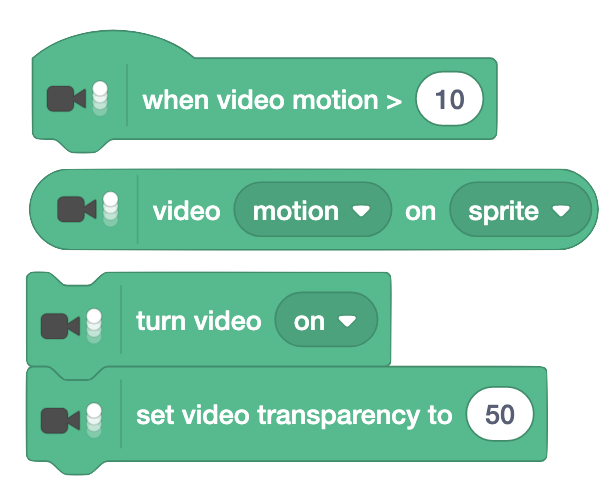 when video motion > 10
video motion on sprite
turn video on
set video transparency to 50